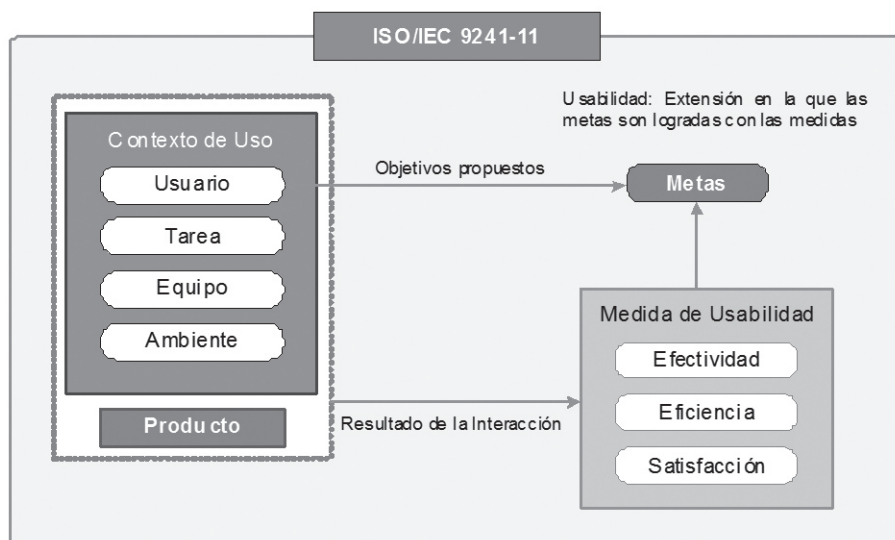 ISO/IEC 9241-11
Usabilidad: Extensión en la que las
metas son logradas con las medidas
Contexto de Uso
Usuario
Tarea
Equipo
Ambiente
Producto
Objetivos propuestos
Metas
Resultado de la Interacción
Medida de Usabilidad
Efectividad
Eficiencia
Satisfacción